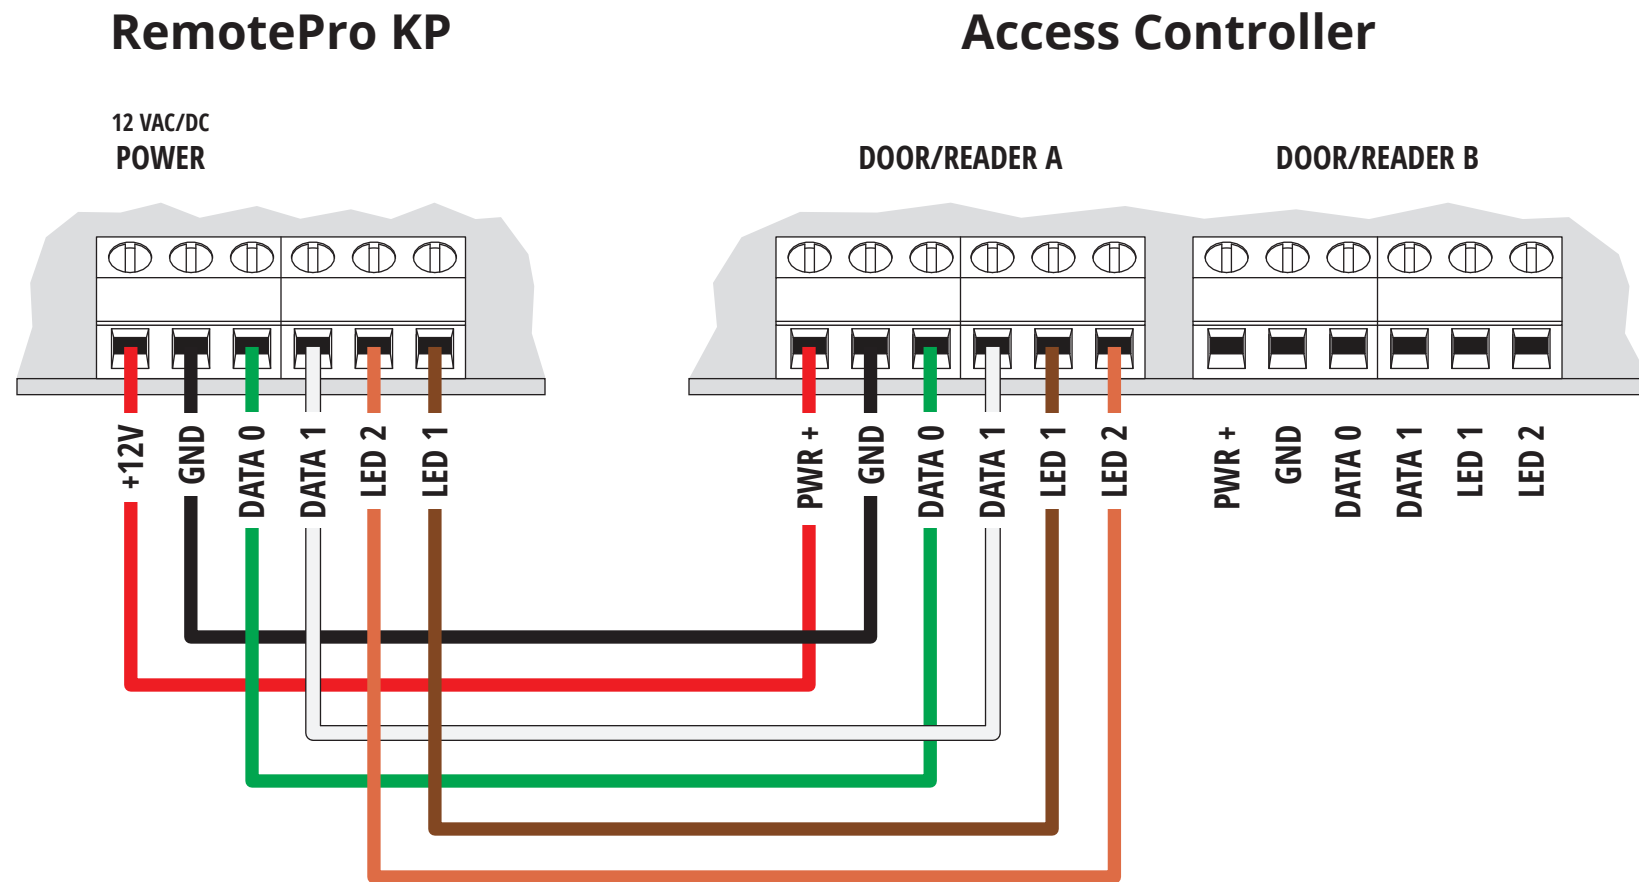 RemotePro KP
Access Controller
12 VAC/DC
POWER
DOOR/READER A
DOOR/READER B
+12V
GND
DATA 0
DATA 1
LED 2
LED 1
PWR +
GND
DATA 0
DATA 1
LED 1
LED 2
PWR +
GND
DATA 0
DATA 1
LED 1
LED 2